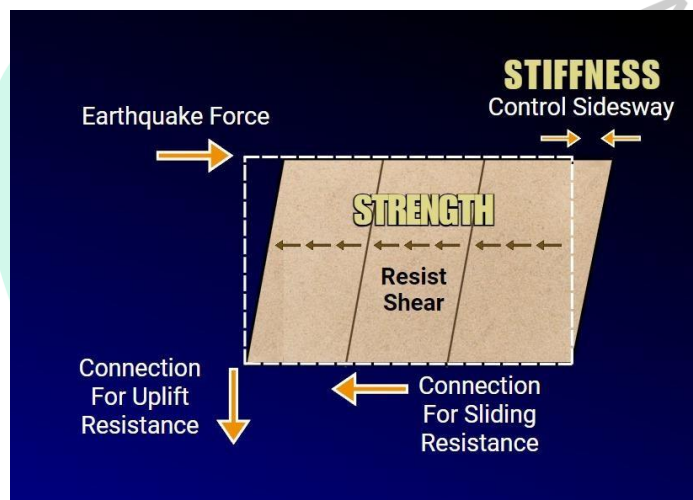 STIFFNESS
Control Sidesway
Earthquake Force
STRENGTH
Resist
Shear
Connection
For Uplift
Resistance
Connection
For Sliding
Resistance